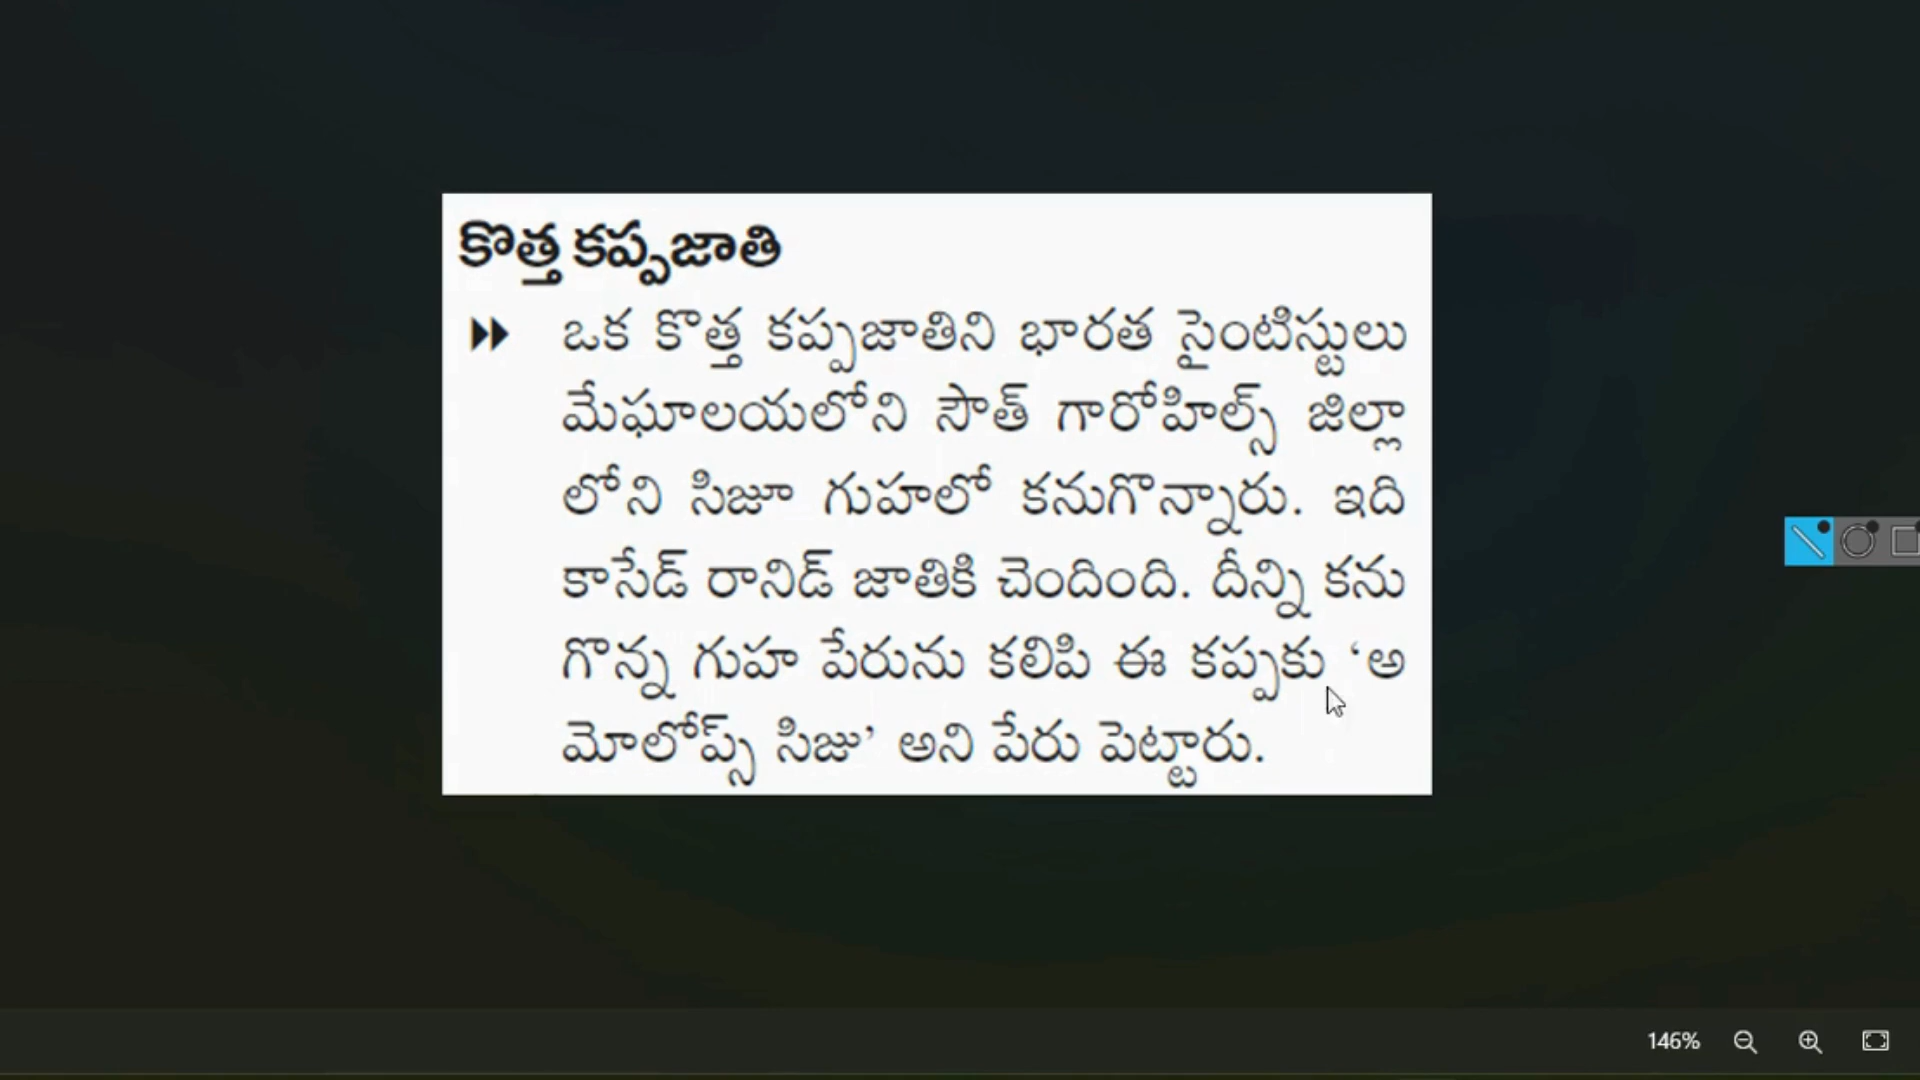 కొత్త కప్పజాతి
ఒక కొత్త కప్పజాతిని భారత సైంటిస్టులు
మేఘాలయలోని సౌత్ గారోహిల్స్ జిల్లా
లోని సిజూ గుహలో కనుగొన్నారు. ఇది
కాసేడ్ రానిడ్ జాతికి చెందింది. దీన్ని కను
గొన్న గుహ పేరును కలిపి ఈ కప్పకు ‘అ
మోలోప్స్ సిజు’ అని పేరు పెట్టారు.
146%